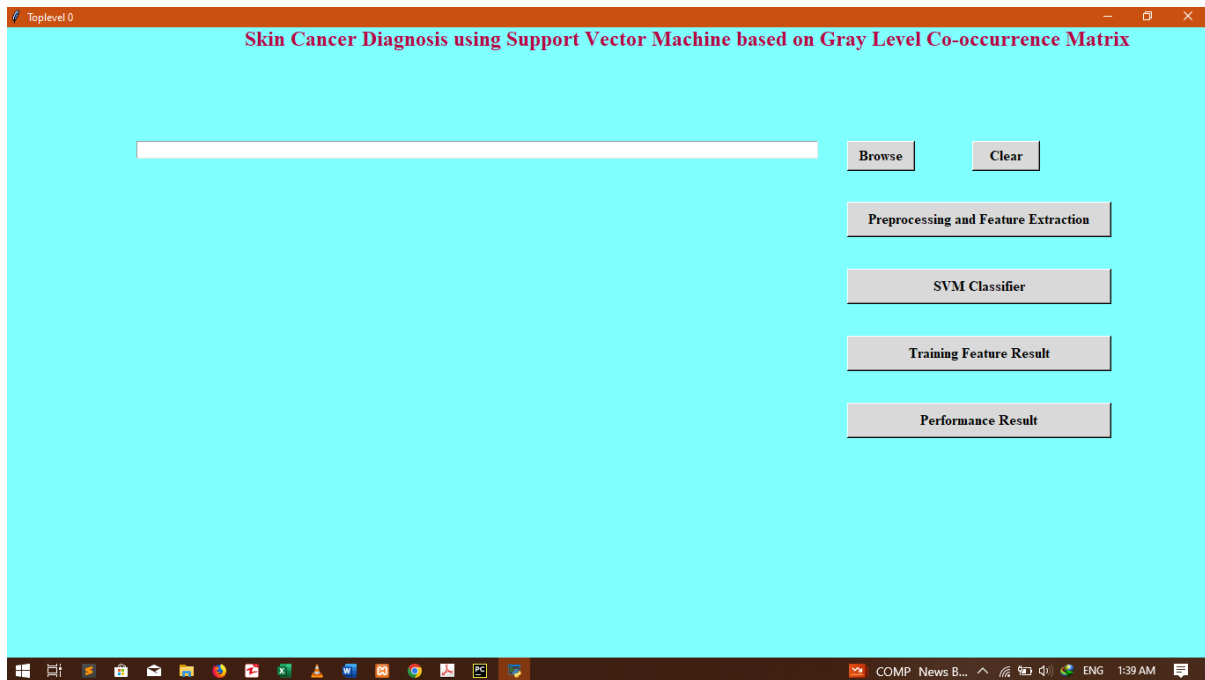 Toplevel 0
Skin Cancer Diagnosis using Support Vector Machine based on Gray Level Co-occurrence Matrix
Browse Clear
Preprocessing and Feature Extraction
SVM Classifier
Training Feature Result
Performance Result
COMP News B... ENG 1:39 AM